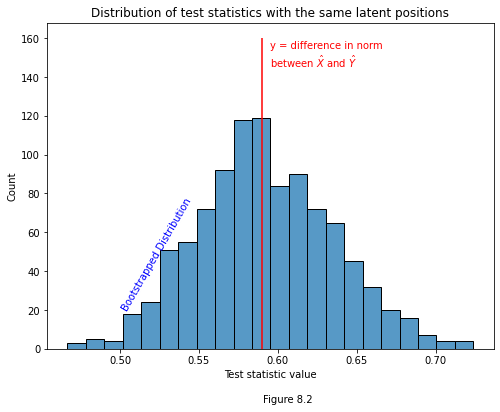 Distribution of test statistics with the same latent positions
160
140
120
100
80
60
40
20
0
Count
y = difference in norm
between X̂ and Ŷ
Bootstrapped Distribution
0.50 0.55 0.60 0.65 0.70
Test statistic value
Figure 8.2